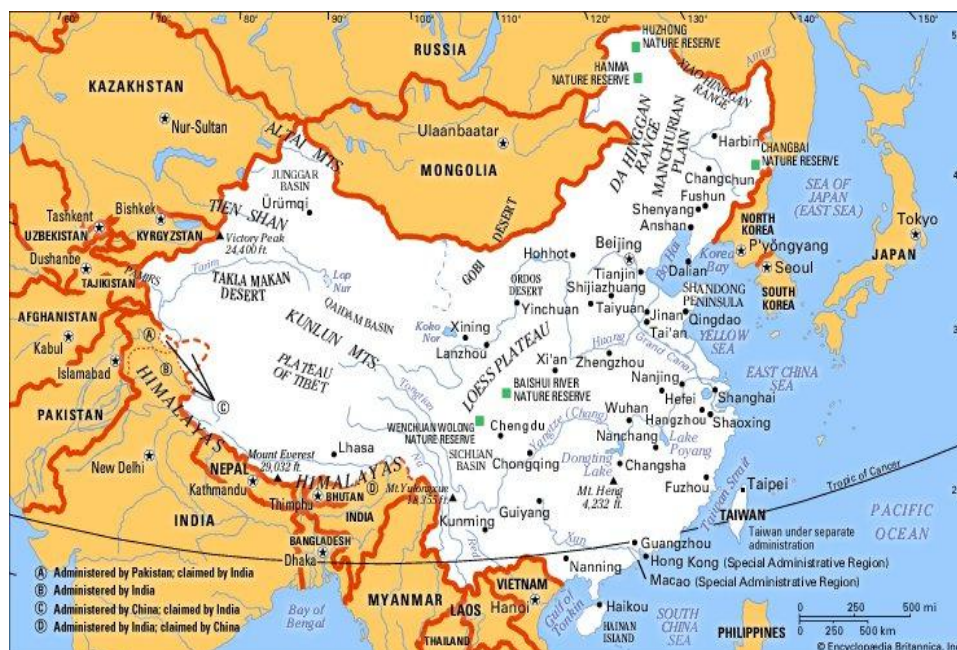 60°
70°
80°
90°
100°
110°
120°
130°
140°
150°
RUSSIA
HUZHONG
NATURE RESERVE
HANMA
NATURE RESERVE
Amur
XIAO HINGGAN
RANGE
KAZAKHSTAN
Nur-Sultan
ALTAI MTS.
Ulaanbaatar
MONGOLIA
DA HINGGAN
RANGE
MANCHURIAN
PLAIN
Harbin
CHANGBAI
NATURE RESERVE
JUNGGAR
BASIN
Ürümqi
Changchun
Fushun
Shenyang
Anshan
SEA OF
JAPAN
(EAST SEA)
Tashkent
Bishkek
TIEN SHAN
UZBEKISTAN
KYRGYZSTAN
Victory Peak
24,400 ft.
GOBI
DESERT
Hohhot
Beijing
Bo Hai
Korea
Bay
NORTH
KOREA
P'yŏngyang
Tokyo
JAPAN
Dushanbe
TAJIKISTAN
PAMIRS
Tarim
TAKLA MAKAN
DESERT
Lop
Nur
ORDOS
DESERT
Tianjin
Dalian
Seoul
Shijiazhuang
SHANDONG
PENINSULA
SOUTH
KOREA
AFGHANISTAN
Kabul
Islamabad
A
B
C
KUNLUN MTS.
QAIDAM BASIN
Koko
Nor
Xining
Lanzhou
Yinchuan
Taiyuan
Jinan
Tai'an
Qingdao
YELLOW
SEA
PLATEAU
OF TIBET
LOESS PLATEAU
Xi'an
Huang
Zhengzhou
Grand Canal
EAST CHINA
SEA
PAKISTAN
HIMALAYAS
Tongtian
BAISHUI RIVER
NATURE RESERVE
Nanjing
Hefei
Shanghai
WENCHUAN WOLONG
NATURE RESERVE
Chengdu
Yangtze (Chang)
Wuhan
Hangzhou
Shaoxing
New Delhi
Mount Everest
29,032 ft.
Lhasa
SICHUAN
BASIN
Chongqing
Nanchang
Lake
Poyang
Dongting
Lake
Changsha
NEPAL
Kathmandu
HIMALAYAS
Thimphu
BHUTAN
D
Mt. Yulongxue
18,355 ft.
Nu
Mt. Heng
4,232 ft.
Fuzhou
Taiwan Strait
Taipei
Tropic of Cancer
INDIA
INDIA
Kunming
Guiyang
TAIWAN
Taiwan under separate
administration
PACIFIC
OCEAN
BANGLADESH
Dhaka
Red
Xun
Nanning
Guangzhou
Hong Kong (Special Administrative Region)
Macao (Special Administrative Region)
A Administered by Pakistan; claimed by India
B Administered by India
C Administered by China; claimed by India
D Administered by India; claimed by China
Bay of
Bengal
MYANMAR
LAOS
VIETNAM
Hanoi
Gulf of
Tonkin
Haikou
HAINAN
ISLAND
SOUTH
CHINA
SEA
THAILAND
PHILIPPINES
0 250 500 mi
0 250 500 km
© Encyclopædia Britannica, Inc